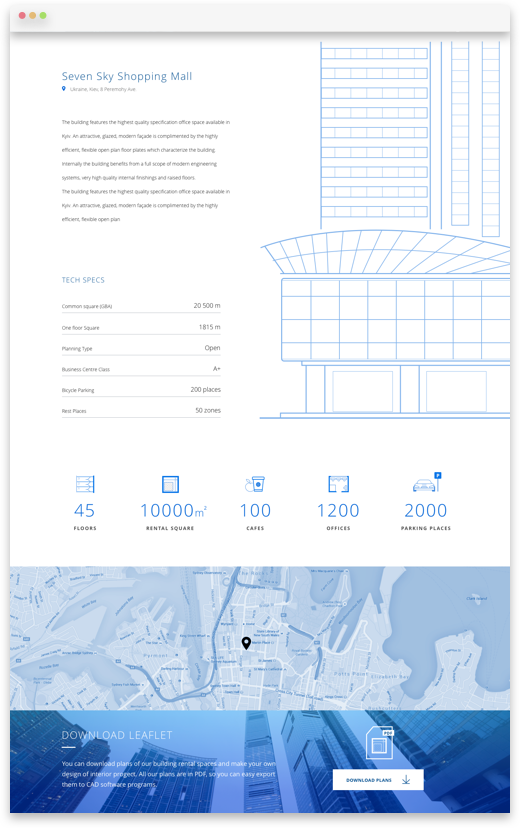 Seven Sky Shopping Mall
Ukraine, Kiev, 8 Peremohy Ave
The building features the highest quality specification office space available in
Kyiv. An attractive, glazed, modern façade is complimented by the highly
efficient, flexible open plan floor plates which characterize the building.
Internally the building benefits from a full scope of modern engineering
systems, very high quality internal finishings and raised floors
The building features the highest quality specification office space available in
Kyiv. An attractive, glazed, modern façade is complimented by the highly
efficient, flexible open plan
TECH SPECS
Common square (GBA) 20 500 m
One floor Square 1815 m
Planning Type Open
Business Centre Class A+
Bicycle Parking 200 places
Rest Places 50 zones
P
45 10000m² 100 1200 2000
FLOORS RENTAL SQUARE CAFES OFFICES PARKING PLACES
Pyrmont
Potts Point
Elizabeth Bay
DOWNLOAD LEAFLET
PDF
You can download plans of our building rental spaces and make your own
design of interior progect. All our plans are in PDF, so you can easy export
them to CAD software programs.
DOWNLOAD PLANS